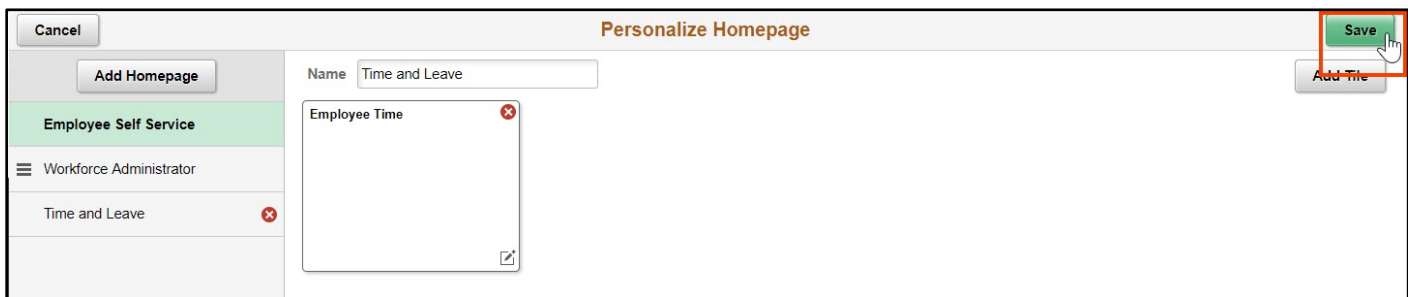 Cancel
Personalize Homepage
Save
Add Homepage
Name
Time and Leave
Add Tile
Employee Time
Employee Self Service
Workforce Administrator
Time and Leave